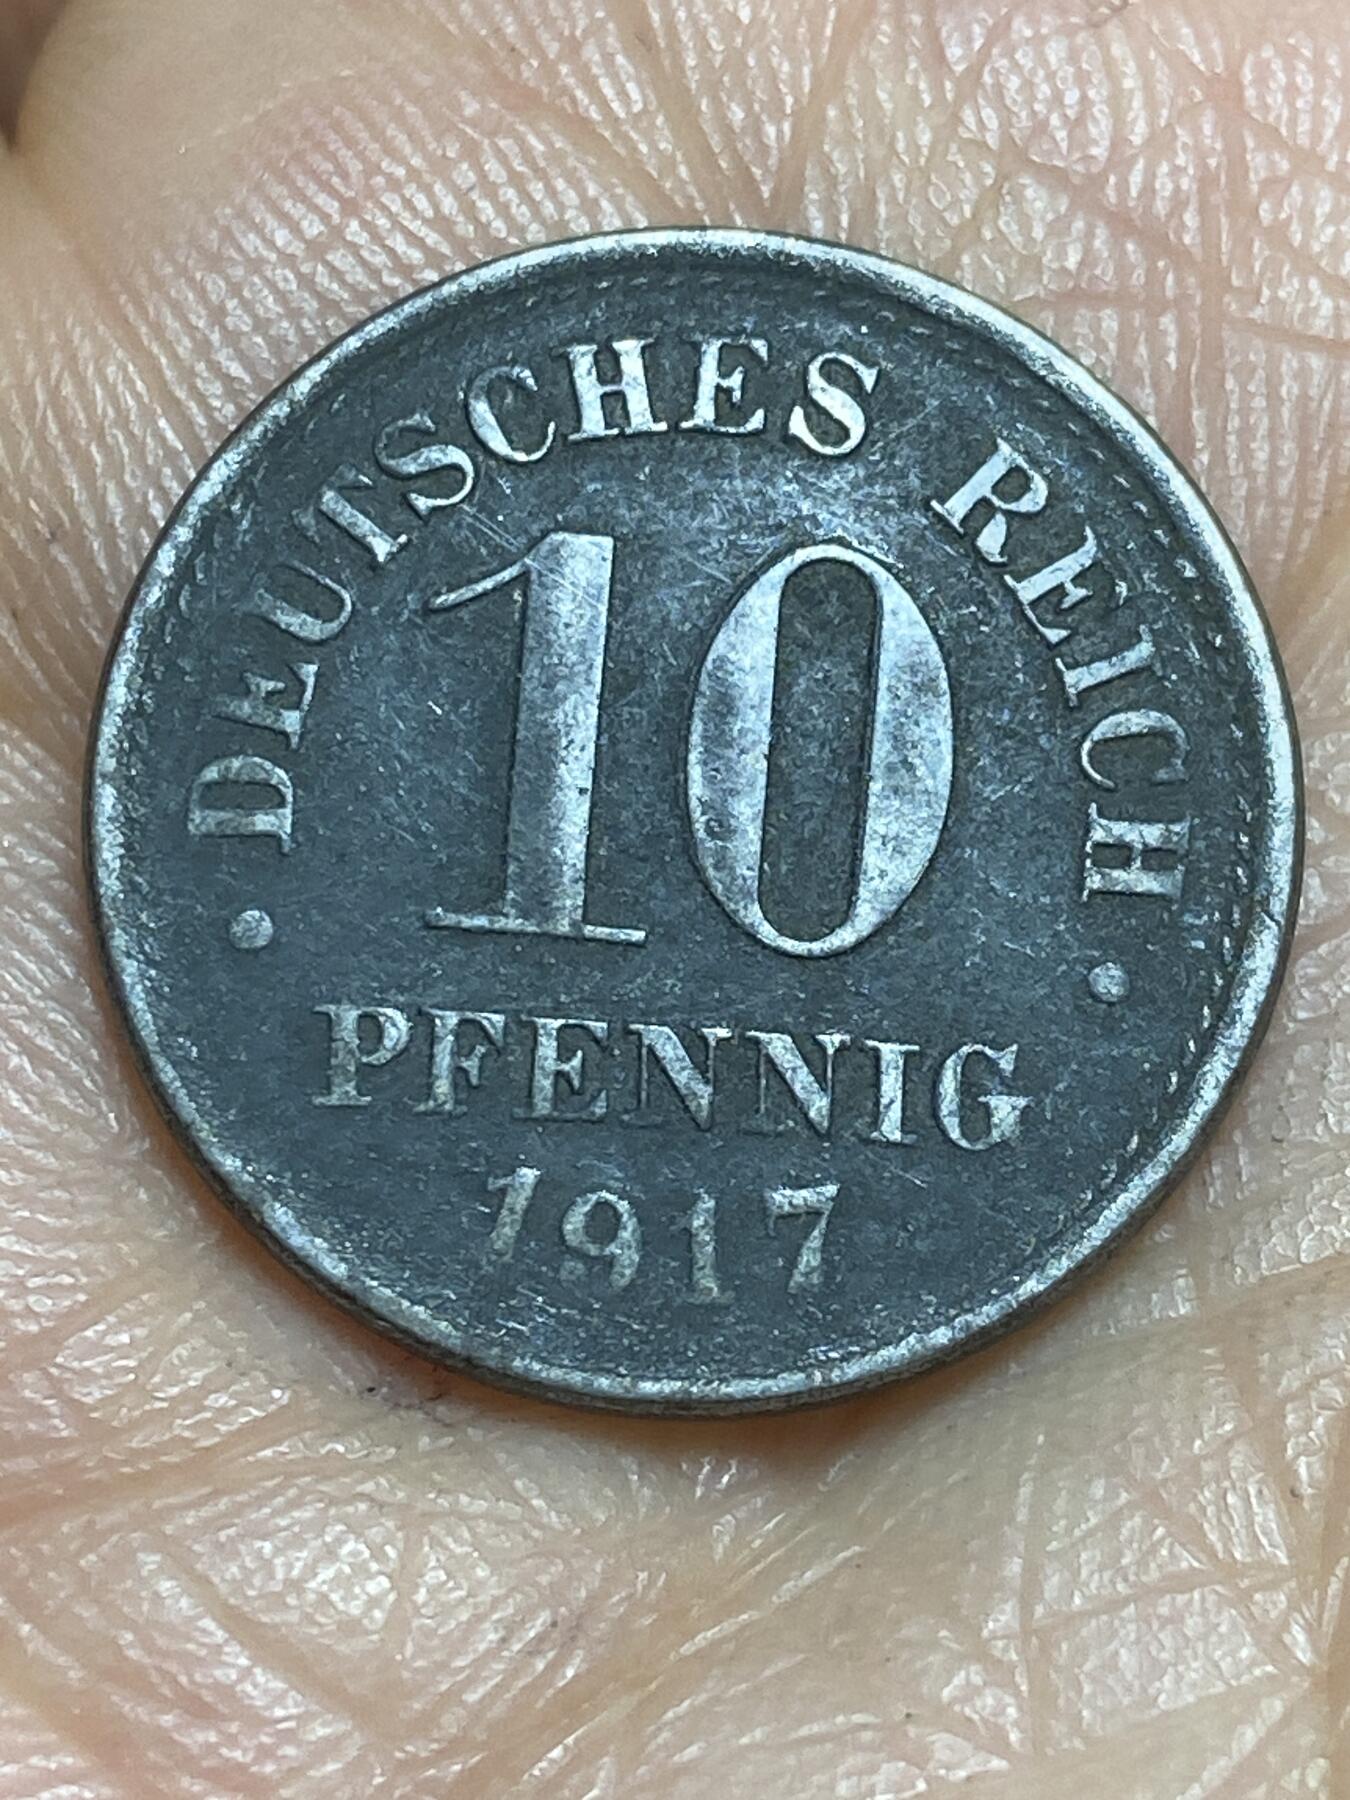 DEUTSCHES REICH
10
PFENNIG
1917